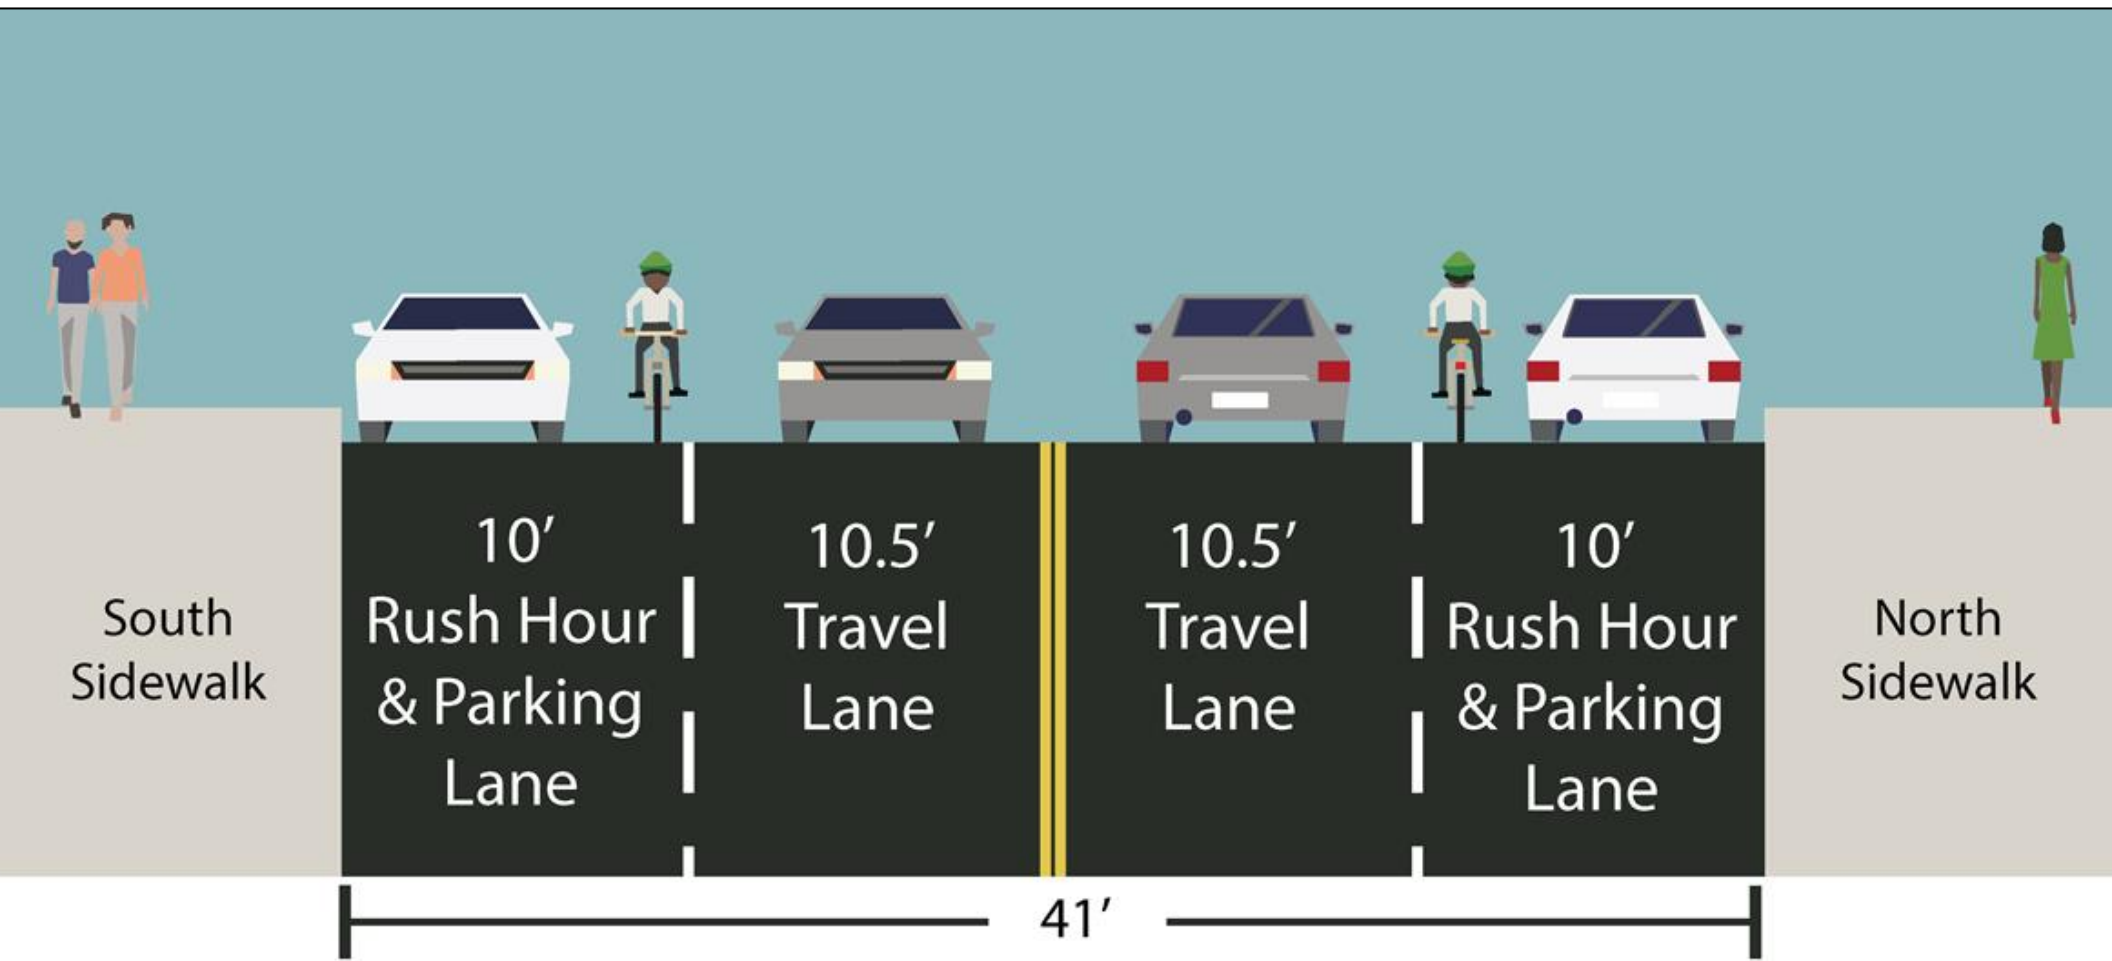 South
Sidewalk
10′
Rush Hour
& Parking
Lane
10.5′
Travel
Lane
10.5′
Travel
Lane
10′
Rush Hour
& Parking
Lane
North
Sidewalk
41′